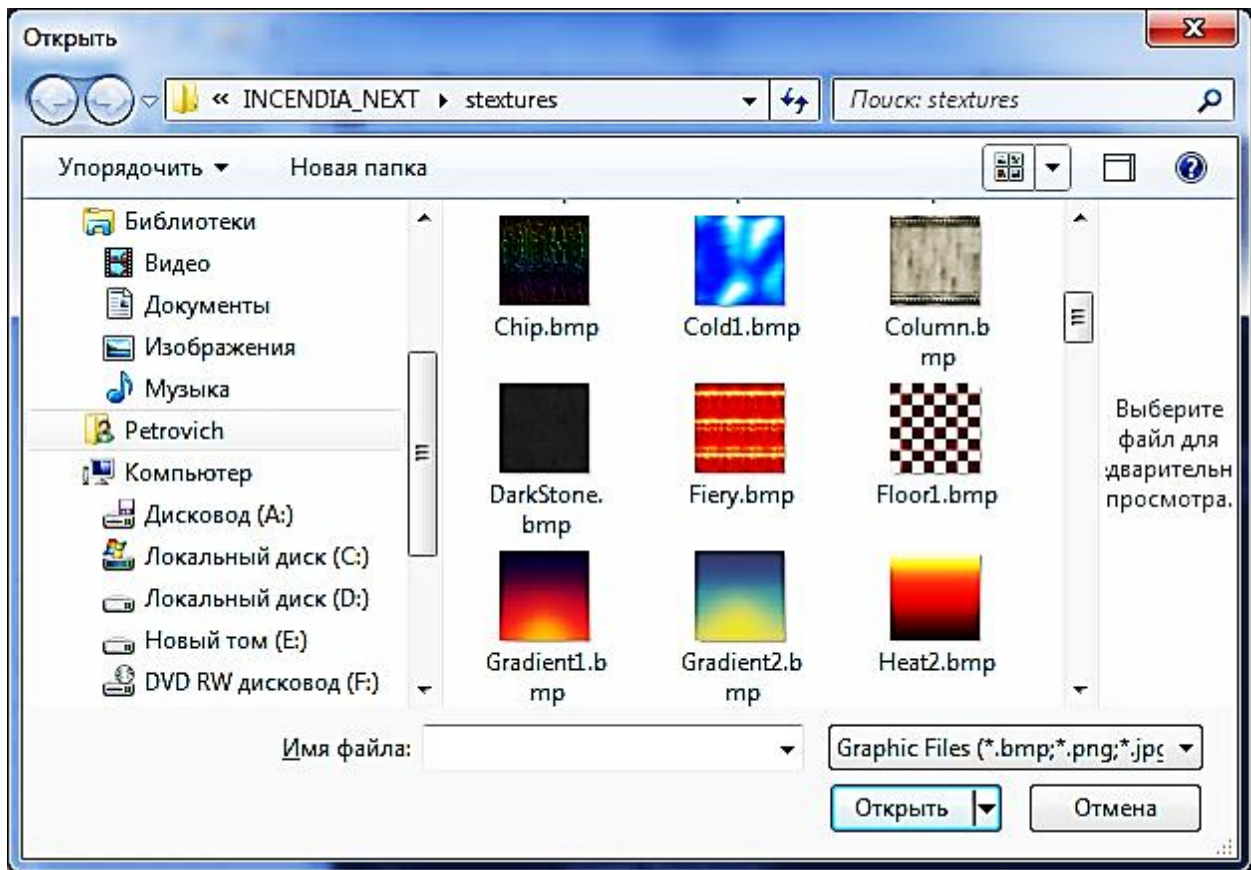 Открыть
« INCENDIA_NEXT stextures
Поиск: stextures
Упорядочить
Новая папка
Библиотеки
Видео
Документы
Изображения
Музыка
Petrovich
Компьютер
Дисковод (A:)
Локальный диск (C:)
Локальный диск (D:)
Новый том (E:)
DVD RW дисковод (F:)
Chip.bmp
Cold1.bmp
Column.b
mp
DarkStone.
bmp
Fiery.bmp
Floor1.bmp
Gradient1.b
mp
Gradient2.b
mp
Heat2.bmp
Выберите
файл для
дварительн
просмотра.
Имя файла:
Graphic Files (*.bmp;*.png;*.jpg
Открыть
Отмена